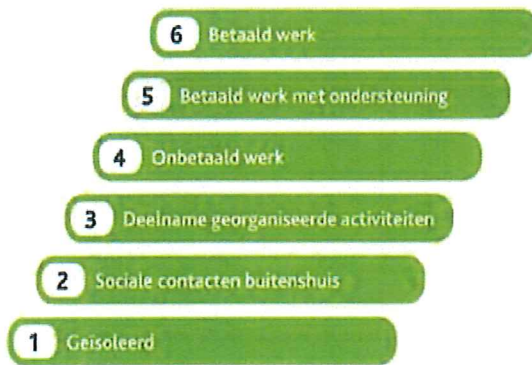 6 Betaald werk
5 Betaald werk met ondersteuning
4 Onbetaald werk
3 Deelname georganiseerde activiteiten
2 Sociale contacten buitenshuis
1 Geïsoleerd